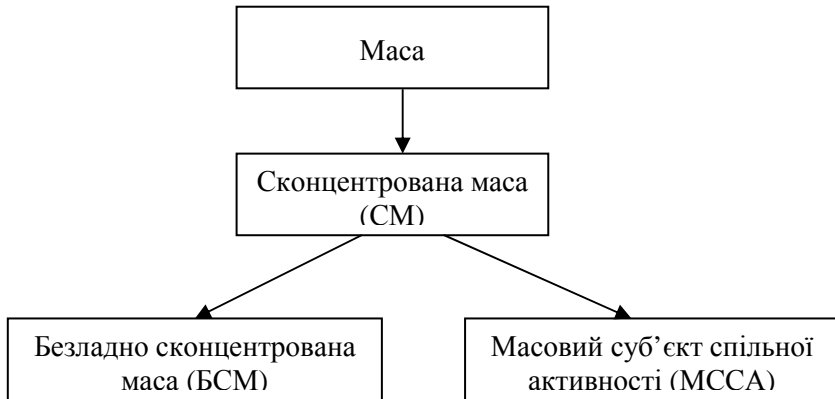 Маса
Сконцентрована маса
(СМ)
Безладно сконцентрована
маса (БСМ)
Масовий суб’єкт спільної
активності (МССА)